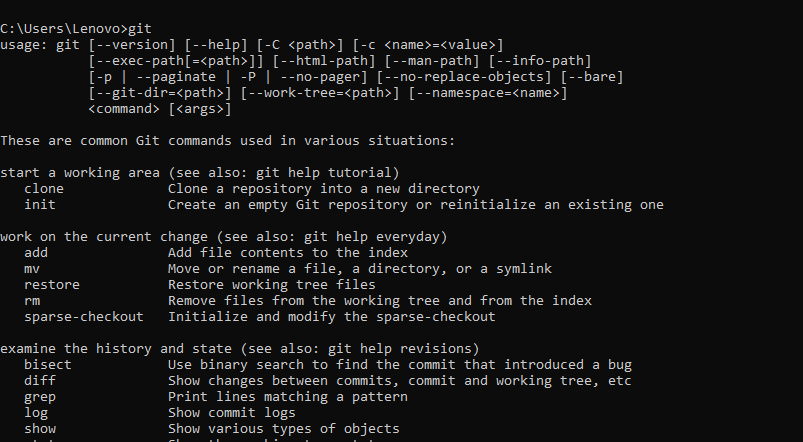 C:\Users\Lenovo>git
usage: git [--version] [--help] [-C <path>] [-c <name>=<value>]
           [--exec-path[=<path>]] [--html-path] [--man-path] [--info-path]
           [-p | --paginate | -P | --no-pager] [--no-replace-objects] [--bare]
           [--git-dir=<path>] [--work-tree=<path>] [--namespace=<name>]
           <command> [<args>]

These are common Git commands used in various situations:

start a working area (see also: git help tutorial)
   clone             Clone a repository into a new directory
   init              Create an empty Git repository or reinitialize an existing one

work on the current change (see also: git help everyday)
   add               Add file contents to the index
   mv                Move or rename a file, a directory, or a symlink
   restore           Restore working tree files
   rm                Remove files from the working tree and from the index
   sparse-checkout   Initialize and modify the sparse-checkout

examine the history and state (see also: git help revisions)
   bisect            Use binary search to find the commit that introduced a bug
   diff              Show changes between commits, commit and working tree, etc
   grep              Print lines matching a pattern
   log               Show commit logs
   show              Show various types of objects